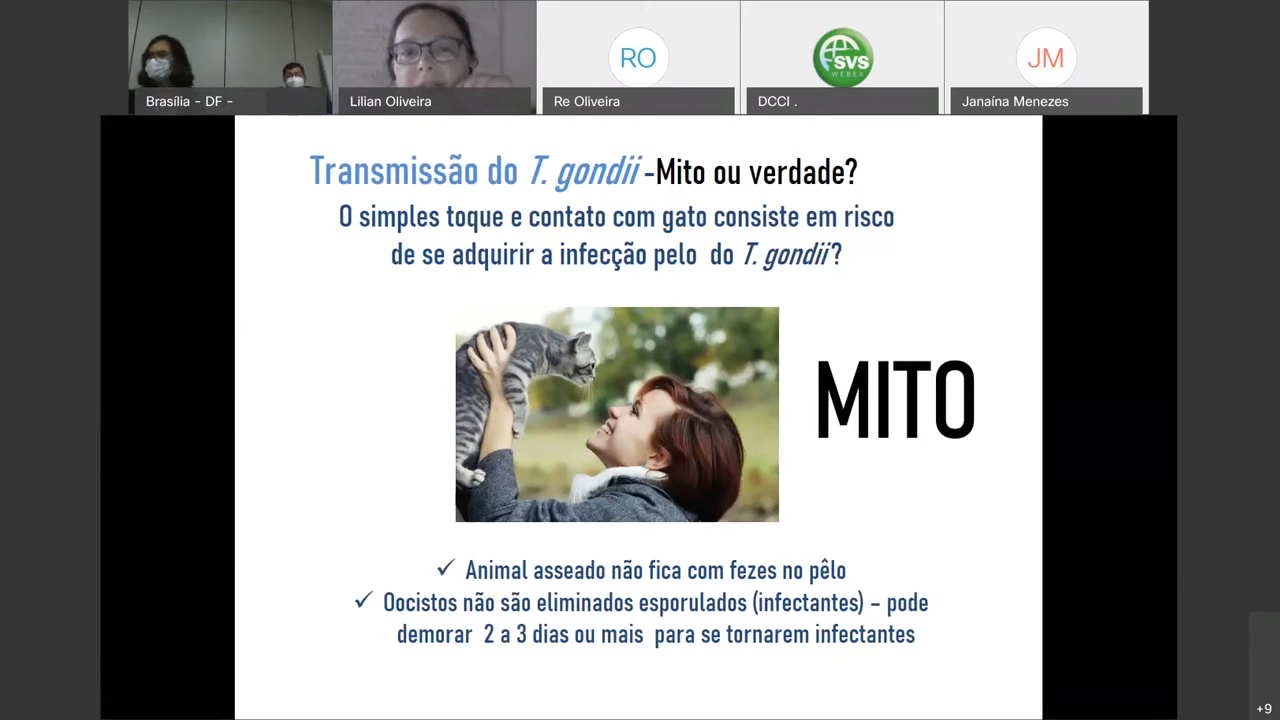 Brasília - DF -
Lilian Oliveira
RO
Re Oliveira
SVS
WEBEX
DCCI .
JM
Janaína Menezes
Transmissão do T. gondii -Mito ou verdade?
O simples toque e contato com gato consiste em risco
de se adquirir a infecção pelo do T. gondii?
MITO
✓ Animal asseado não fica com fezes no pêlo
✓ Oocistos não são eliminados esporulados (infectantes) – pode
demorar 2 a 3 dias ou mais para se tornarem infectantes
+9